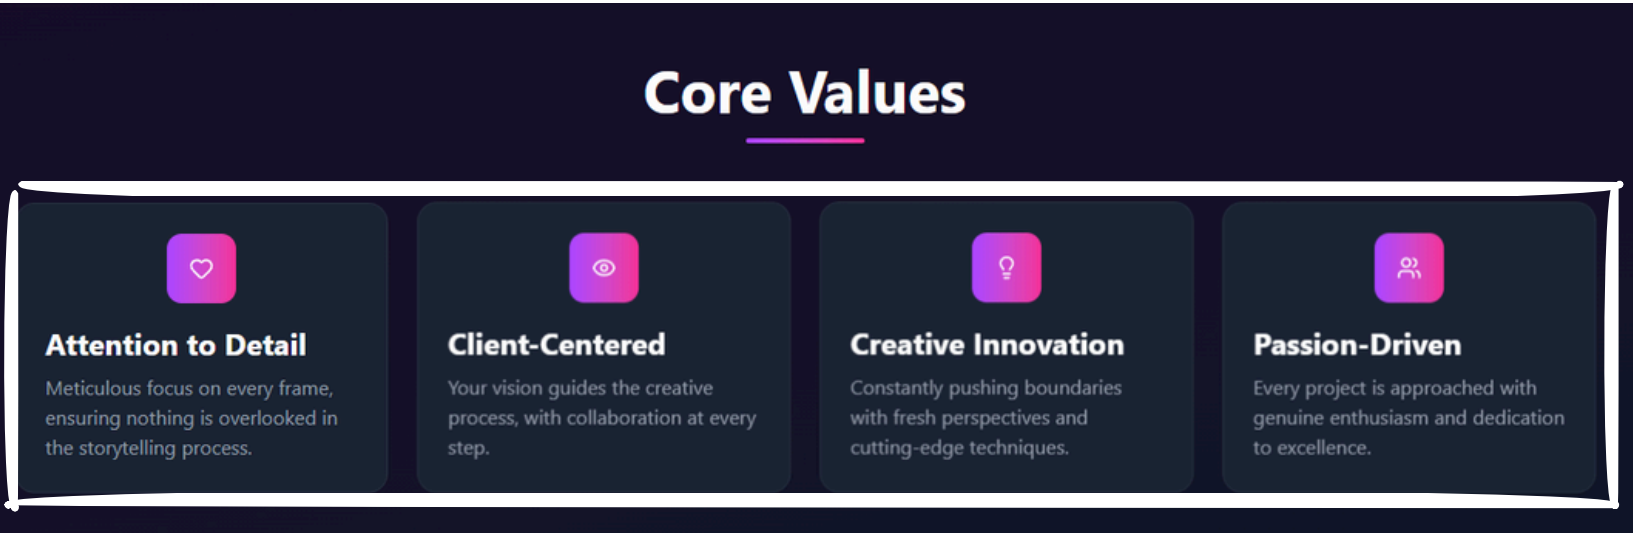 Core Values
Attention to Detail
Meticulous focus on every frame,
ensuring nothing is overlooked in
the storytelling process.
Client-Centered
Your vision guides the creative
process, with collaboration at every
step.
Creative Innovation
Constantly pushing boundaries
with fresh perspectives and
cutting-edge techniques.
Passion-Driven
Every project is approached with
genuine enthusiasm and dedication
to excellence.